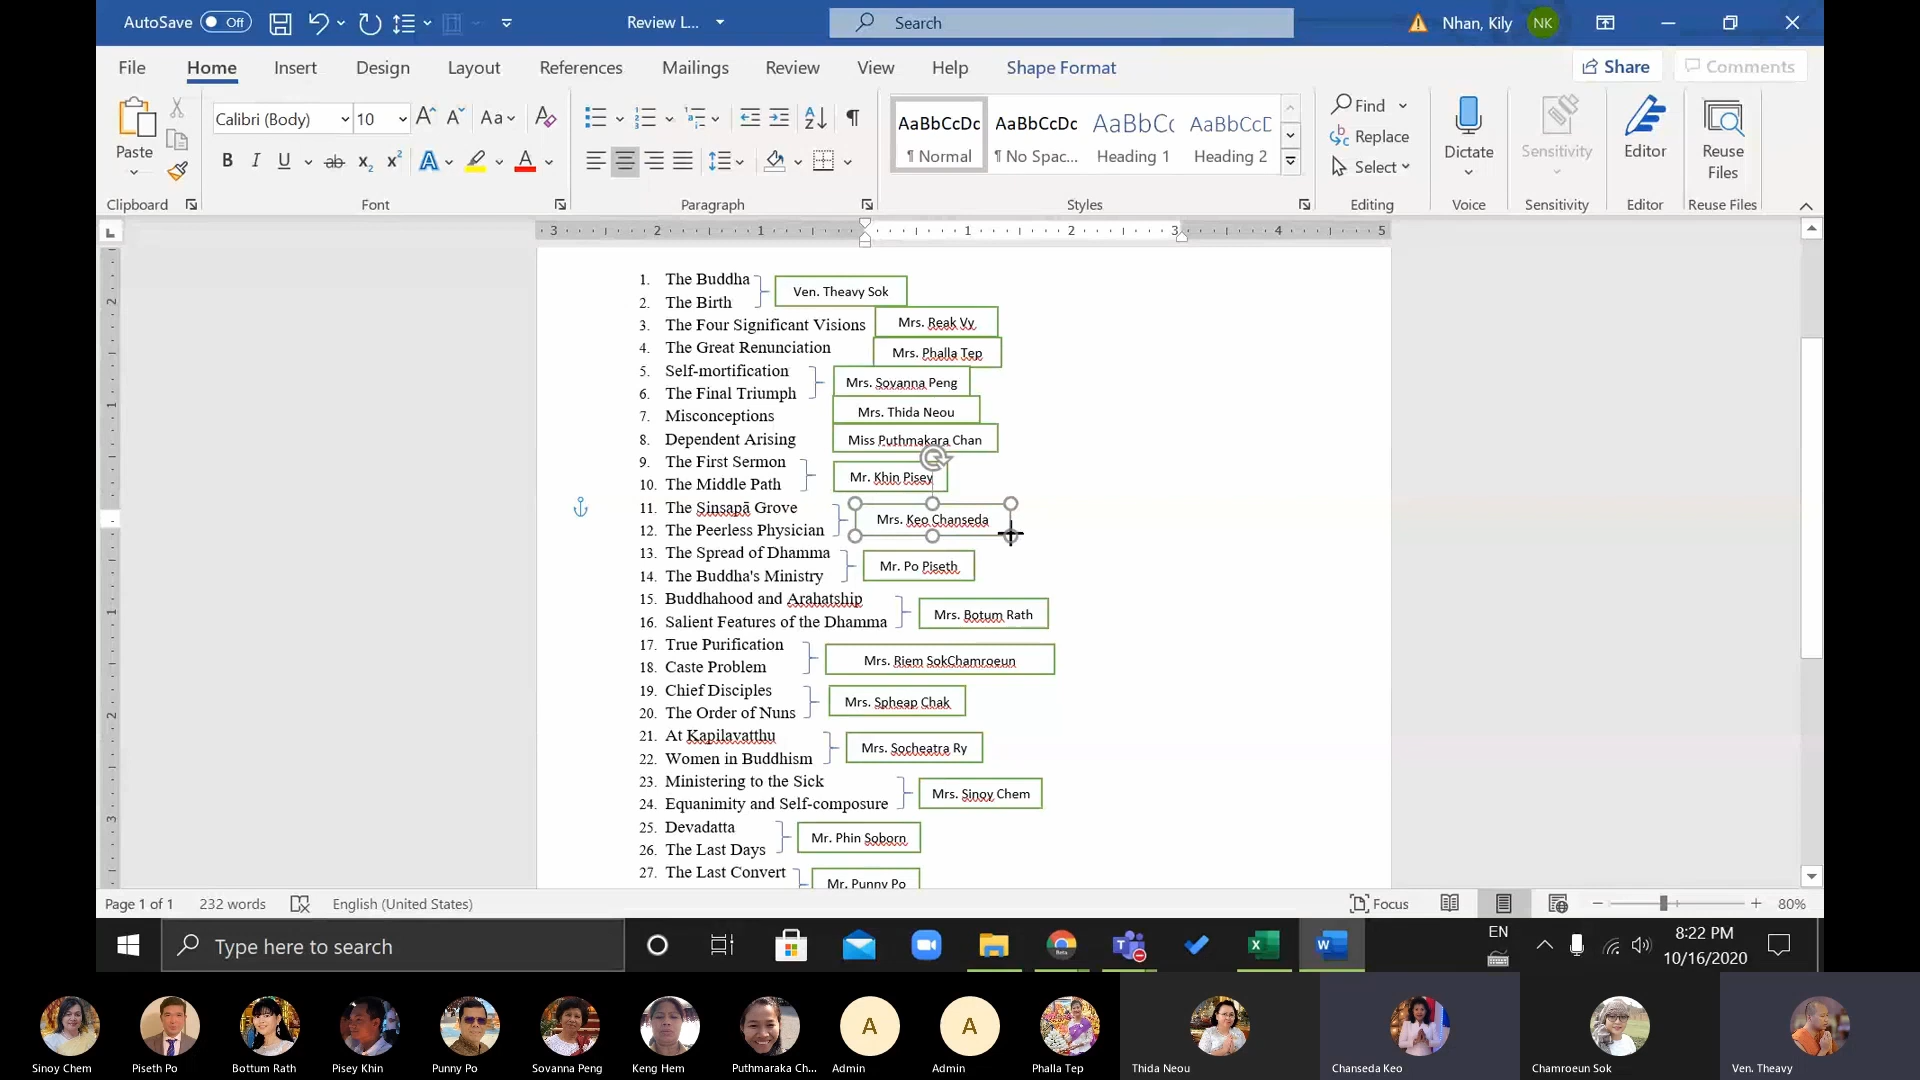 AutoSave Off Review L... Search Nhan, Kily NK
File Home Insert Design Layout References Mailings Review View Help Shape Format Share Comments
Calibri (Body) 10 Aa AaBbCcDc AaBbCcDc AaBbCc AaBbCcE Find Replace Select
Paste B I U ab x₂ x² A A ¶ Normal ¶ No Spac... Heading 1 Heading 2 Dictate Sensitivity Editor Reuse Files
Clipboard Font Paragraph Styles Editing Voice Sensitivity Editor Reuse Files
3 2 1 1 2 3 4 5
1. The Buddha
Ven. Theavy Sok
2. The Birth
3. The Four Significant Visions Mrs. Reak Vy
4. The Great Renunciation Mrs. Phalla Tep
5. Self-mortification
Mrs. Sovanna Peng
6. The Final Triumph
7. Misconceptions Mrs. Thida Neou
8. Dependent Arising Miss Puthmakara Chan
9. The First Sermon
Mr. Khin Pisey
10. The Middle Path
11. The Sinsapā Grove
Mrs. Keo Chanseda
12. The Peerless Physician
13. The Spread of Dhamma
Mr. Po Piseth
14. The Buddha's Ministry
15. Buddhahood and Arahatship
Mrs. Botum Rath
16. Salient Features of the Dhamma
17. True Purification
Mrs. Riem SokChamroeun
18. Caste Problem
19. Chief Disciples
Mrs. Spheap Chak
20. The Order of Nuns
21. At Kapilavatthu
Mrs. Socheatra Ry
22. Women in Buddhism
23. Ministering to the Sick
Mrs. Sinoy Chem
24. Equanimity and Self-composure
25. Devadatta
Mr. Phin Soborn
26. The Last Days
27. The Last Convert
Mr. Punny Po
Page 1 of 1 232 words English (United States) Focus 80%
Type here to search EN 8:22 PM
10/16/2020
A A
Sinoy Chem Piseth Po Bottum Rath Pisey Khin Punny Po Sovanna Peng Keng Hem Puthmaraka Ch... Admin Admin Phalla Tep Thida Neou Chanseda Keo Chamroeun Sok Ven. Theavy